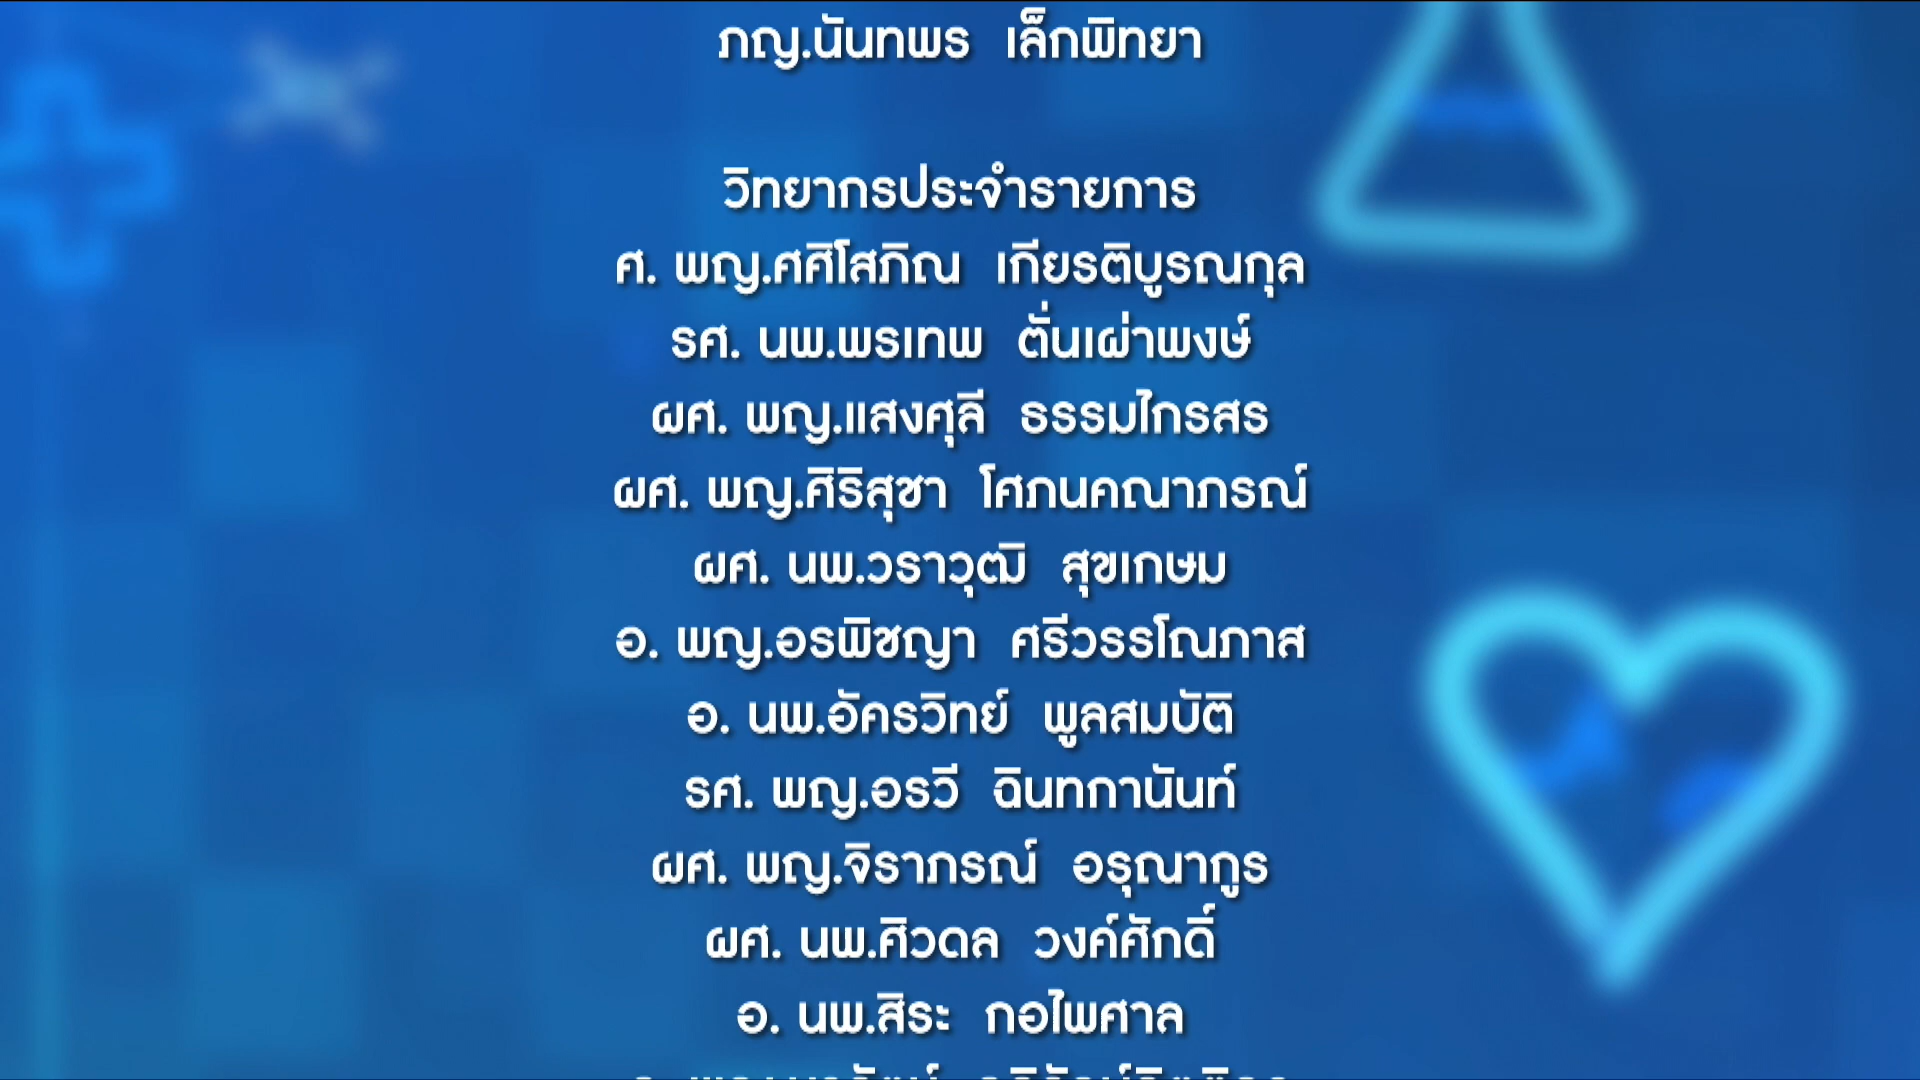 ภญ.นันทพร เล็กพิทยา
วิทยากรประจำรายการ
ศ. พญ.ศศิโสภิณ เกียรติบูรณกุล
รศ. นพ.พรเทพ ตั่นเผ่าพงษ์
ผศ. พญ.แสงศุลี ธรรมไกรสร
ผศ. พญ.ศิริสุชา โศภนคณาภรณ์
ผศ. นพ.วราวุฒิ สุขเกษม
อ. พญ.อรพิชญา ศรีวรรโณภาส
อ. นพ.อัครวิทย์ พูลสมบัติ
รศ. พญ.อรวี ฉินทกานันท์
ผศ. พญ.จิราภรณ์ อรุณากูร
ผศ. นพ.ศิวดล วงค์ศักดิ์
อ. นพ.สิระ กอไพศาล